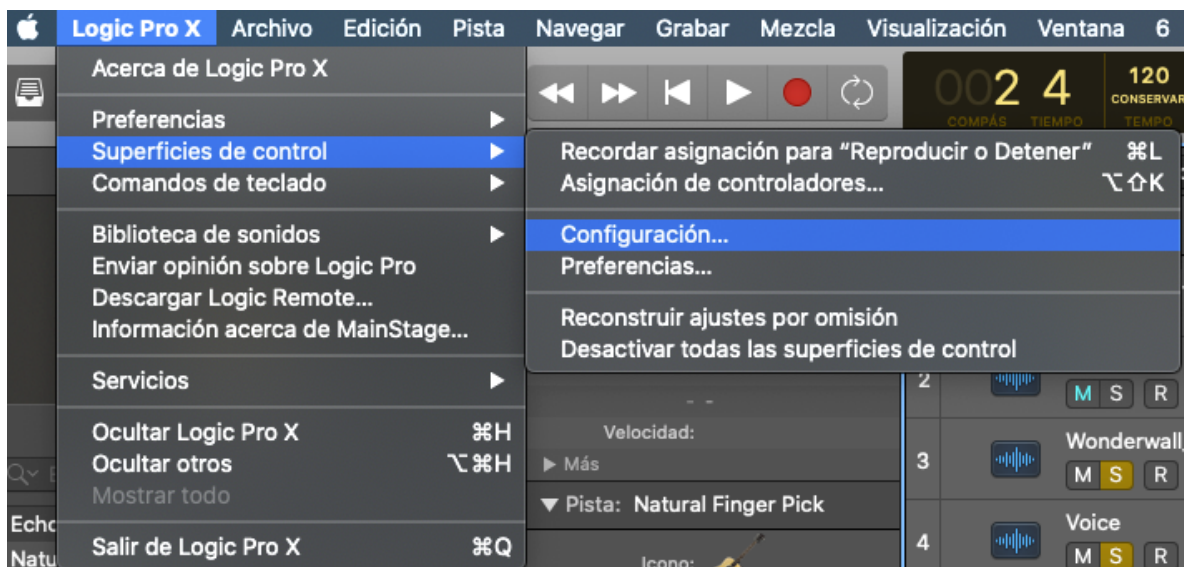 Logic Pro X Archivo Edición Pista Navegar Grabar Mezcla Visualización Ventana 6
Acerca de Logic Pro X
Preferencias
Superficies de control
Comandos de teclado
Biblioteca de sonidos
Enviar opinión sobre Logic Pro
Descargar Logic Remote...
Información acerca de MainStage...
Servicios
Ocultar Logic Pro X ⌘H
Ocultar otros ⌥⌘H
Mostrar todo
Salir de Logic Pro X ⌘Q
002 4
COMPÁS TIEMPO
120
CONSERVAR
TEMPO
Recordar asignación para “Reproducir o Detener” ⌘L
Asignación de controladores... ⌥⇧K
Configuración...
Preferencias...
Reconstruir ajustes por omisión
Desactivar todas las superficies de control
- -
Velocidad:
Más
Pista: Natural Finger Pick
Icono:
2
M S R
3
Wonderwall
M S R
4
Voice
M S R